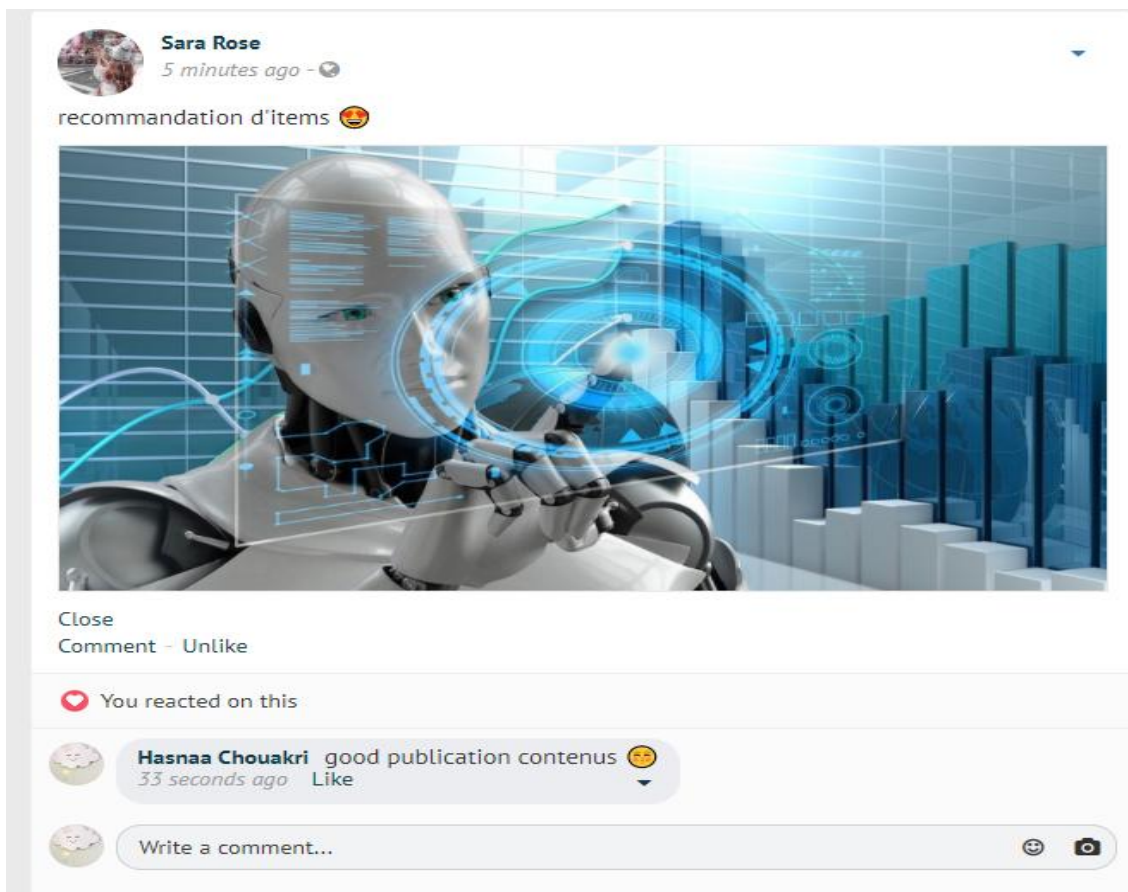 Sara Rose
5 minutes ago -
recommandation d'items 😍
Close
Comment - Unlike
You reacted on this
Hasnaa Chouakri good publication contenus 😊
33 seconds ago Like
Write a comment...